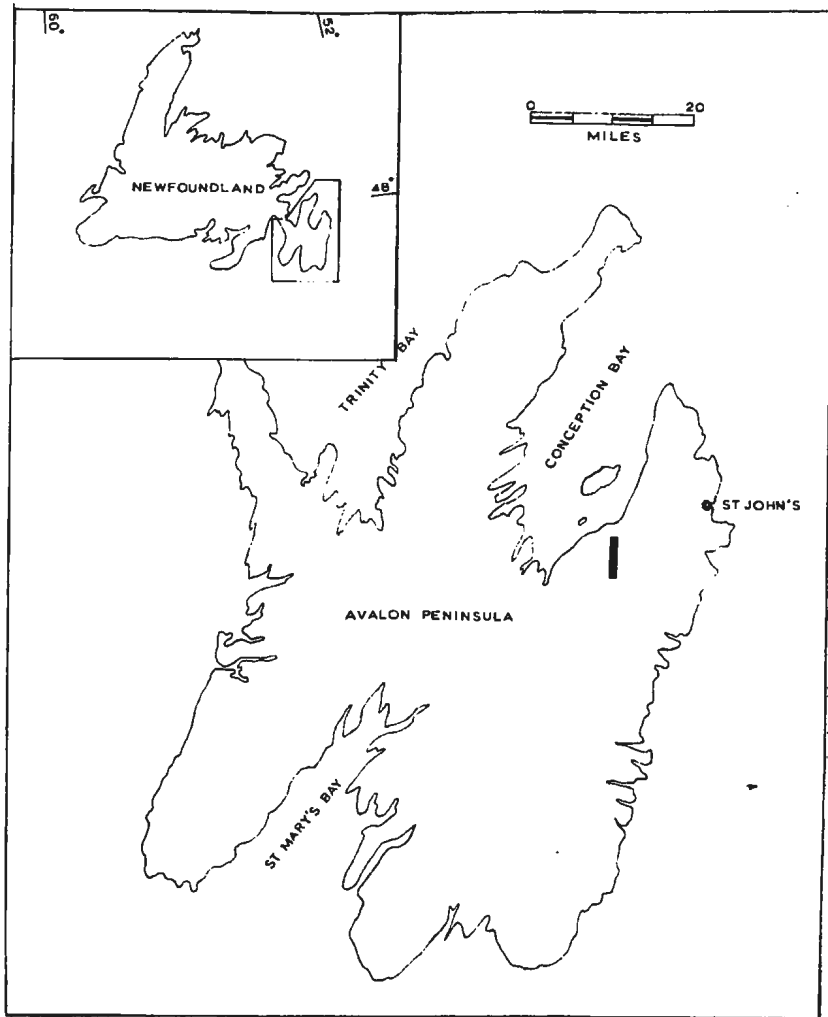 60°
52°
0 20
MILES
NEWFOUNDLAND
48°
TRINITY BAY
CONCEPTION BAY
ST JOHN'S
AVALON PENINSULA
ST MARY'S BAY